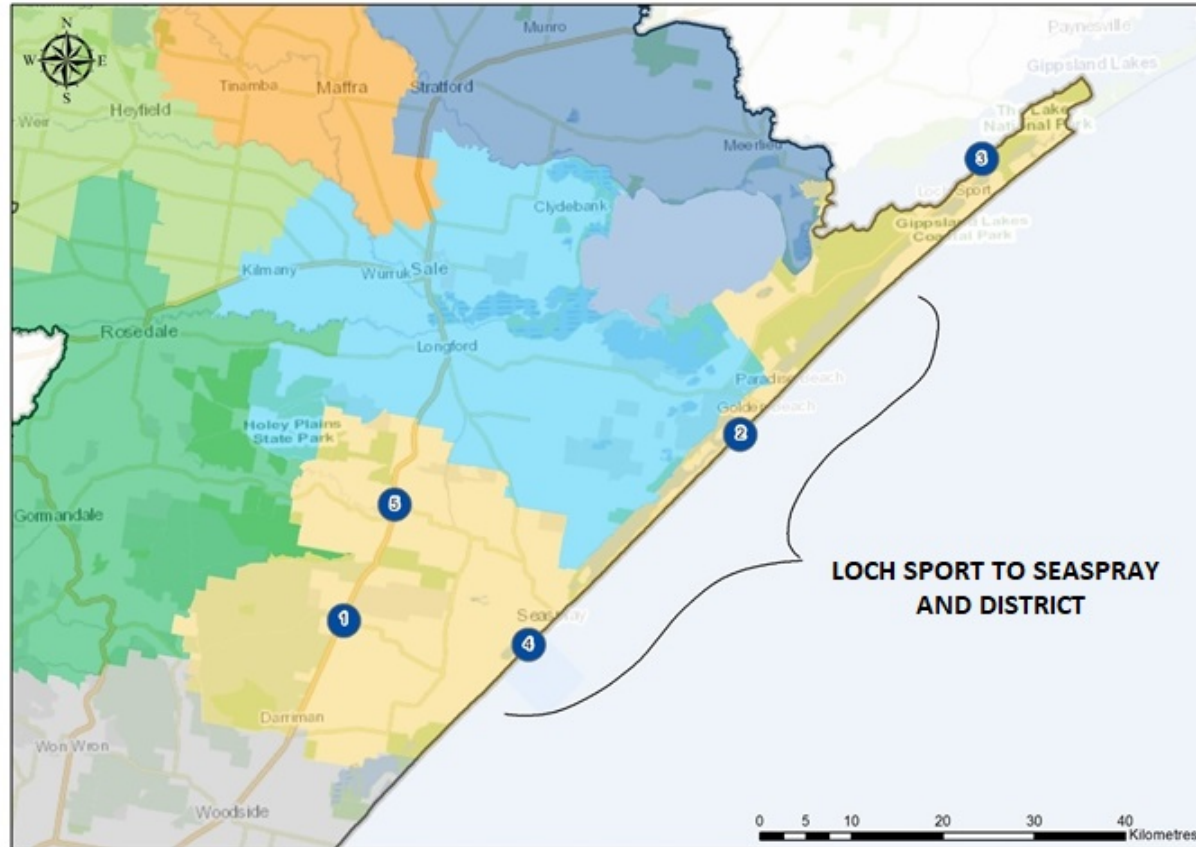 Munro
Paynesville
N
W E
S
Gippsland Lakes
Tinamba
Maffra
Stratford
Heyfield
Weir
The Lakes
National Park
Meerlieu
3
Loch Sport
Clydebank
Gippsland Lakes
Coastal Park
Kilmany
Wurruk
Sale
Rosedale
Longford
Paradise Beach
Golden Beach
2
Holey Plains
State Park
5
Gormandale
LOCH SPORT TO SEASPRAY
AND DISTRICT
1
Seaspray
4
Darriman
Won Wron
Woodside
0 5 10 20 30 40
Kilometres